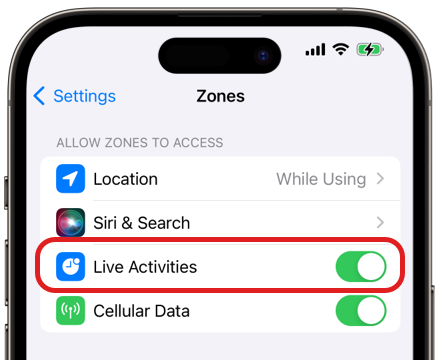 Settings
Zones
ALLOW ZONES TO ACCESS
Location While Using
Siri & Search
Live Activities
Cellular Data